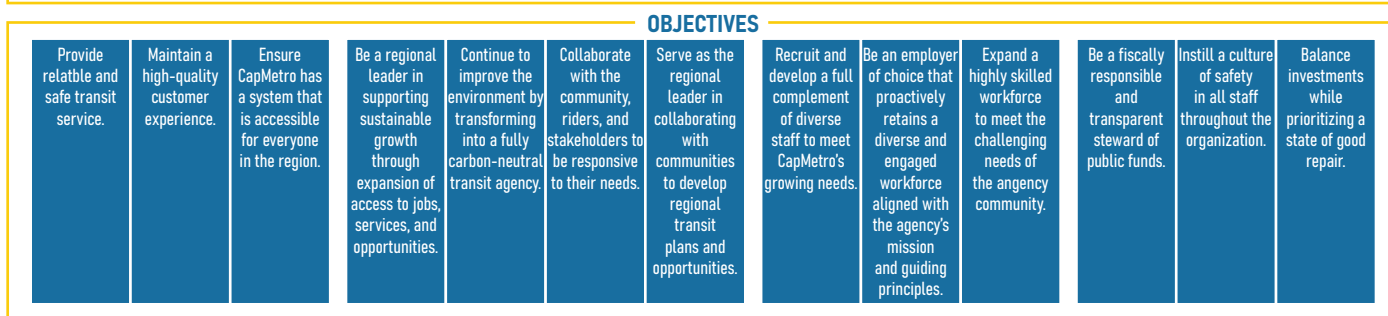 OBJECTIVES
Provide
relatble and
safe transit
service.
Maintain a
high-quality
customer
experience.
Ensure
CapMetro has
a system that
is accessible
for everyone
in the region.
Be a regional
leader in
supporting
sustainable
growth
through
expansion of
access to jobs,
services, and
opportunities.
Continue to
improve the
environment by
transforming
into a fully
carbon-neutral
transit agency.
Collaborate
with the
community,
riders, and
stakeholders to
be responsive
to their needs.
Serve as the
regional
leader in
collaborating
with
communities
to develop
regional
transit
plans and
opportunities.
Recruit and
develop a full
complement
of diverse
staff to meet
CapMetro's
growing needs.
Be an employer
of choice that
proactively
retains a
diverse and
engaged
workforce
aligned with
the agency's
mission
and guiding
principles.
Expand a
highly skilled
workforce
to meet the
challenging
needs of
the angency
community.
Be a fiscally
responsible
and
transparent
steward of
public funds.
Instill a culture
of safety
in all staff
throughout the
organization.
Balance
investments
while
prioritizing a
state of good
repair.